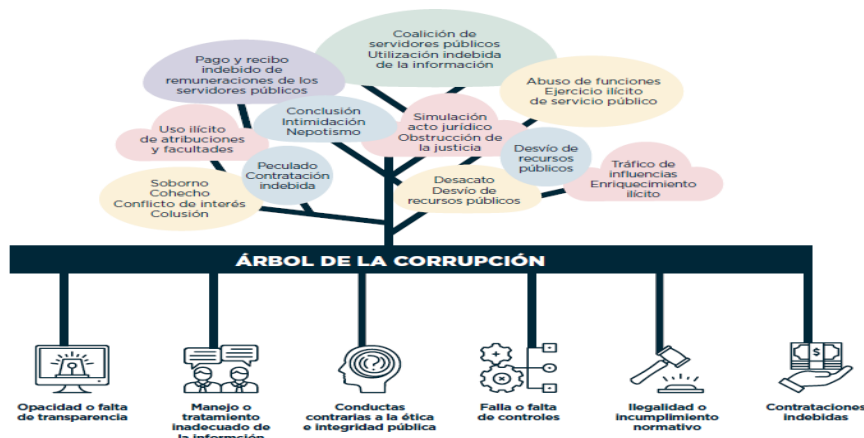 Coalición de
servidores públicos
Utilización indebida
de la información
Pago y recibo
indebido de
remuneraciones de los
servidores públicos
Abuso de funciones
Ejercicio ilícito
de servicio público
Conclusión
Intimidación
Nepotismo
Simulación
acto jurídico
Obstrucción de
la justicia
Uso ilícito
de atribuciones
y facultades
Desvío de
recursos
públicos
Peculado
Contratación
indebida
Tráfico de
influencias
Enriquecimiento
ilícito
Soborno
Cohecho
Conflicto de interés
Colusión
Desacato
Desvío de
recursos públicos
ÁRBOL DE LA CORRUPCIÓN
Opacidad o falta
de transparencia
Manejo o
tratamiento
inadecuado de
la informción
Conductas
contrarias a la ética
e integridad pública
Falla o falta
de controles
Ilegalidad o
incumplimiento
normativo
Contrataciones
indebidas